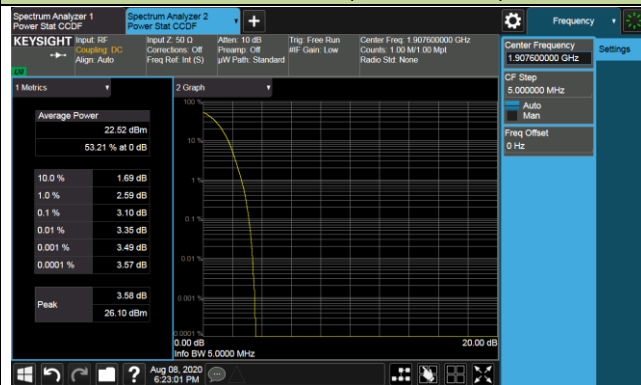 Spectrum Analyzer 1
Power Stat CCDF
Spectrum Analyzer 2
Power Stat CCDF
Frequency
KEYSIGHT
Input: RF
Coupling: DC
Align: Auto
Input Z: 50 Ω
Corrections: Off
Freq Ref: Int (S)
Atten: 10 dB
Preamp: Off
µW Path: Standard
Trig: Free Run
#IF Gain: Low
Center Freq: 1.907600000 GHz
Counts: 1.00 M/1.00 Mpt
Radio Std: None
Center Frequency
1.907600000 GHz
Settings
CF Step
5.000000 MHz
Auto
Man
Freq Offset
0 Hz
1 Metrics
Average Power
22.52 dBm
53.21 % at 0 dB
10.0 % 1.69 dB
1.0 % 2.59 dB
0.1 % 3.10 dB
0.01 % 3.35 dB
0.001 % 3.49 dB
0.0001 % 3.57 dB
Peak
3.58 dB
26.10 dBm
2 Graph
100 %
10 %
1 %
0.1 %
0.01 %
0.001 %
0.0001 %
0.00 dB
20.00 dB
Info BW 5.0000 MHz
?
Aug 08, 2020
6:23:01 PM